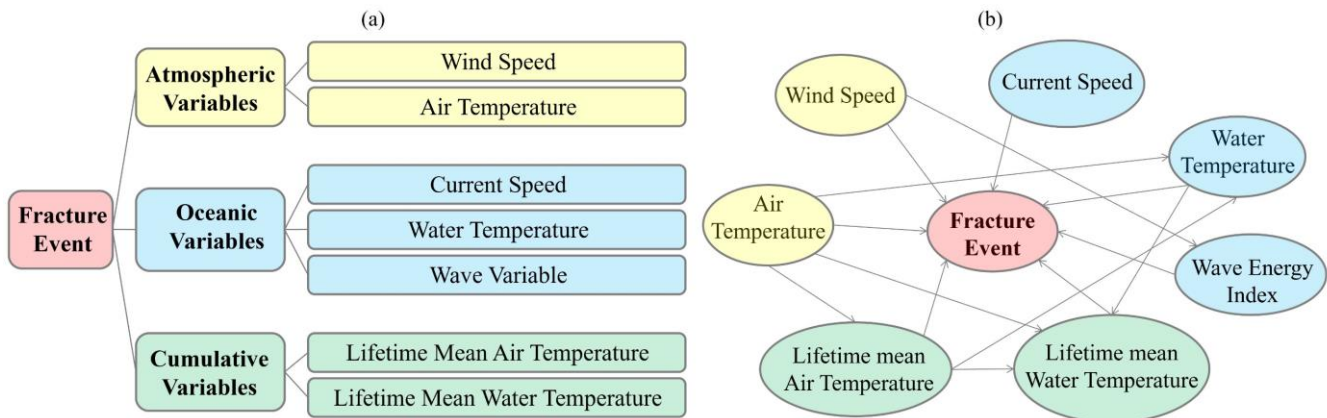 (a)
Fracture
Event
Atmospheric
Variables
Wind Speed
Air Temperature
Oceanic
Variables
Current Speed
Water Temperature
Wave Variable
Cumulative
Variables
Lifetime Mean Air Temperature
Lifetime Mean Water Temperature
(b)
Wind Speed
Current Speed
Water
Temperature
Air
Temperature
Fracture
Event
Wave Energy
Index
Lifetime mean
Air Temperature
Lifetime mean
Water Temperature